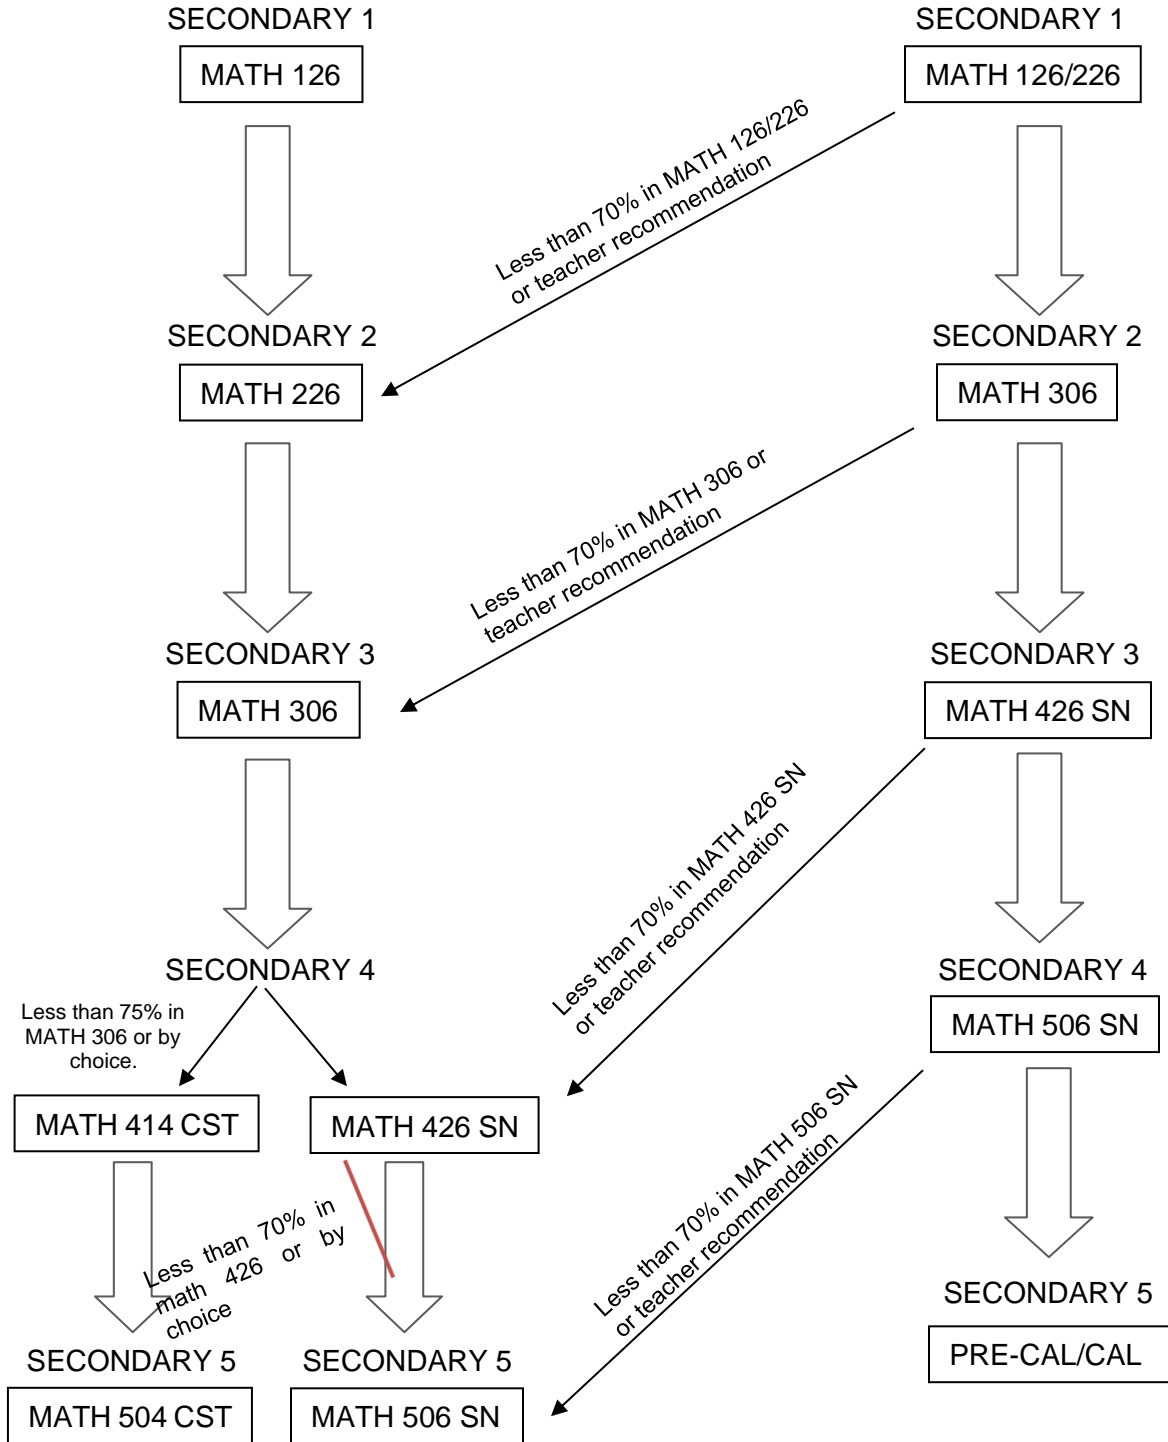 SECONDARY 1
SECONDARY 1
MATH 126
MATH 126/226
Less than 70% in MATH 126/226
or teacher recommendation
SECONDARY 2
SECONDARY 2
MATH 226
MATH 306
Less than 70% in MATH 306 or
teacher recommendation
SECONDARY 3
SECONDARY 3
MATH 306
MATH 426 SN
Less than 70% in MATH 426 SN
or teacher recommendation
SECONDARY 4
SECONDARY 4
Less than 75% in
MATH 306 or by
choice.
MATH 506 SN
MATH 414 CST
MATH 426 SN
Less than 70% in
math 426 or by
choice
Less than 70% in MATH 506 SN
or teacher recommendation
SECONDARY 5
PRE-CAL/CAL
SECONDARY 5
SECONDARY 5
MATH 504 CST
MATH 506 SN